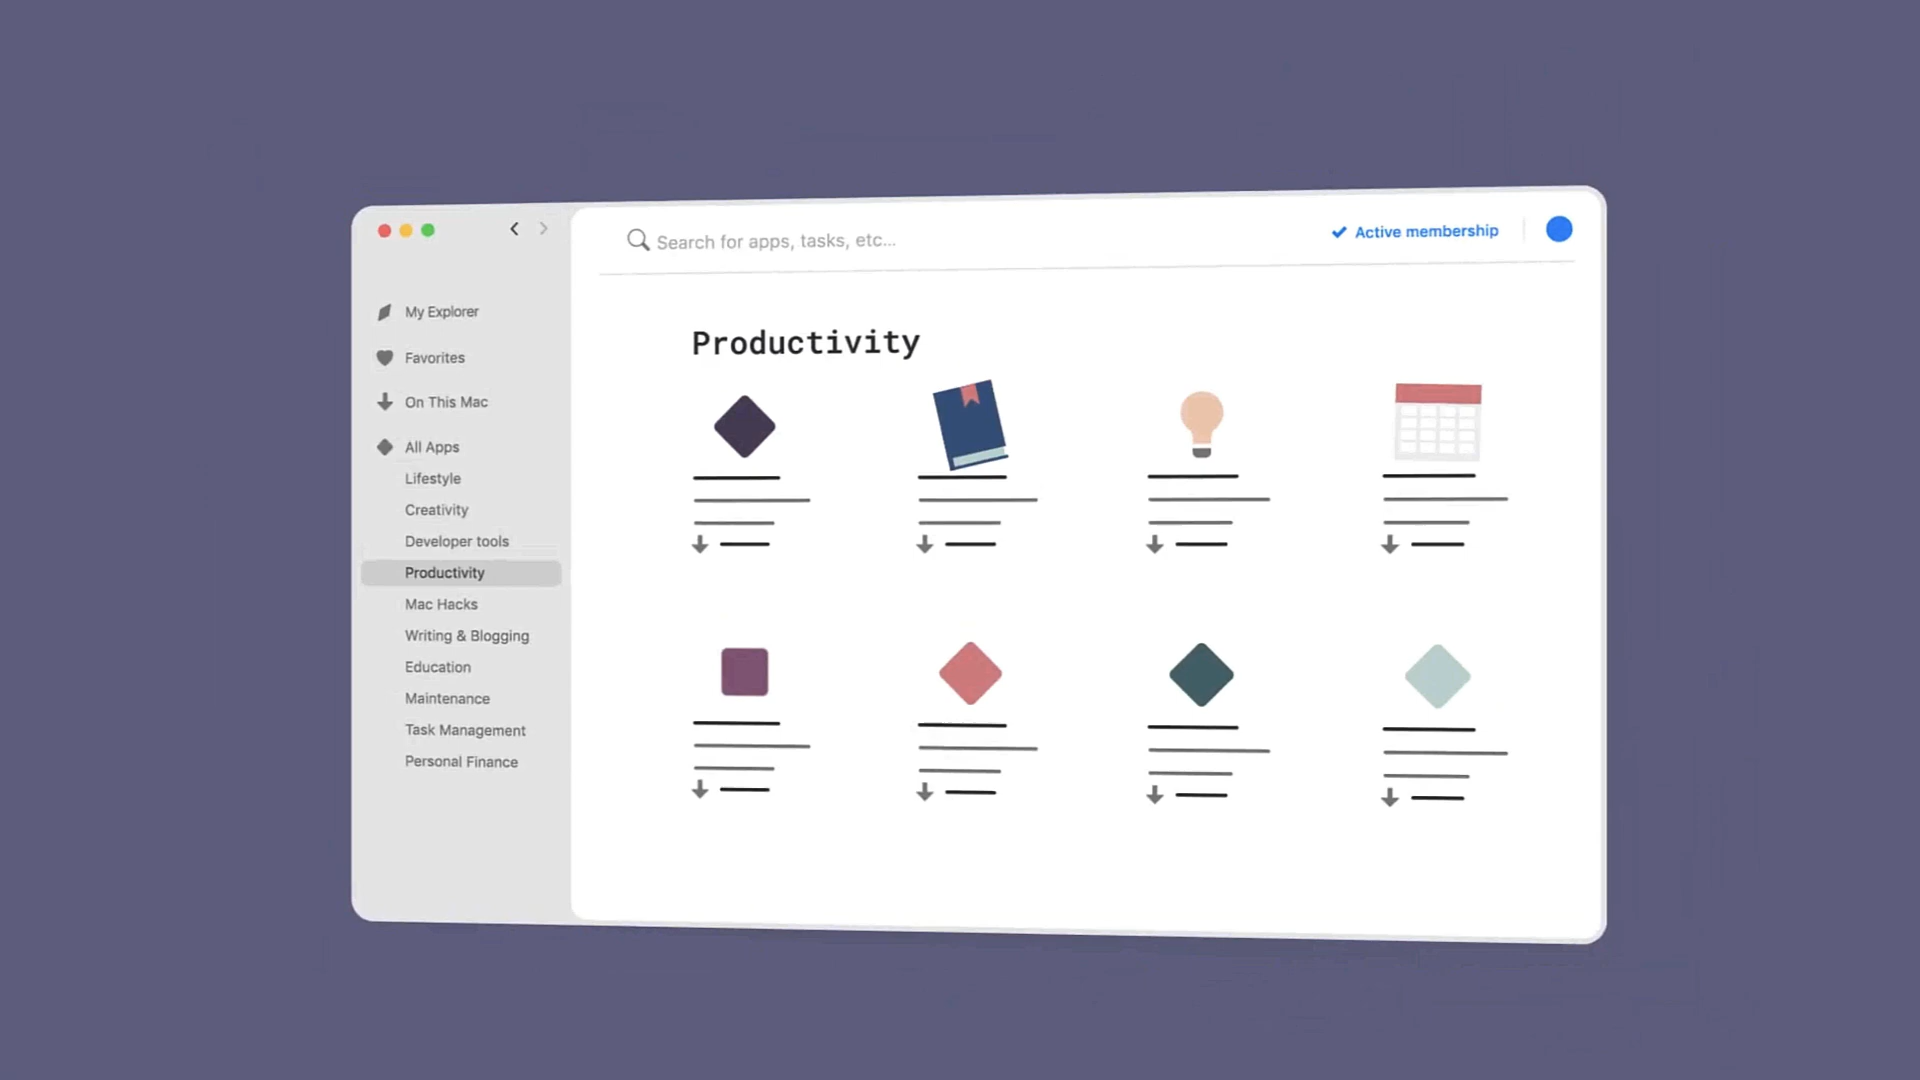 Search for apps, tasks, etc...
Active membership
My Explorer
Favorites
On This Mac
All Apps
Lifestyle
Creativity
Developer tools
Productivity
Mac Hacks
Writing & Blogging
Education
Maintenance
Task Management
Personal Finance
Productivity